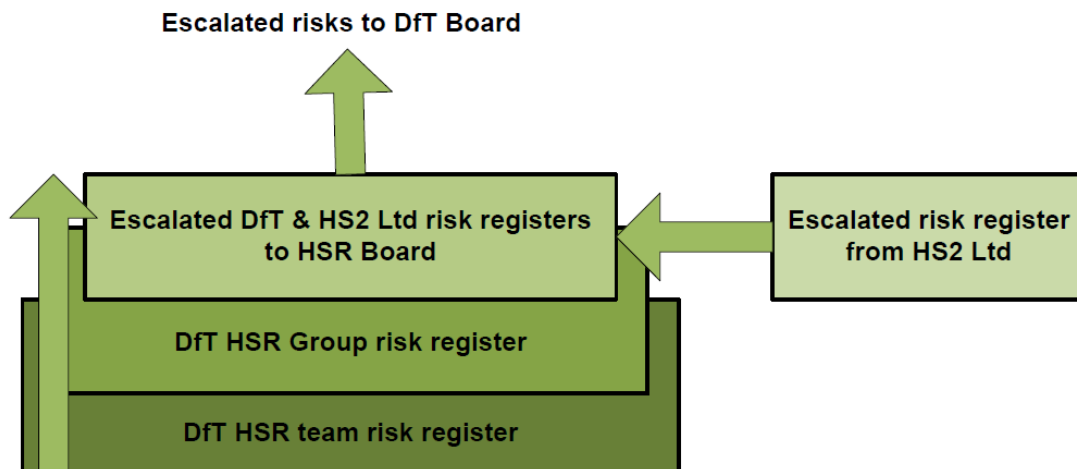 Escalated risks to DfT Board
Escalated DfT & HS2 Ltd risk registers
to HSR Board
Escalated risk register
from HS2 Ltd
DfT HSR Group risk register
DfT HSR team risk register